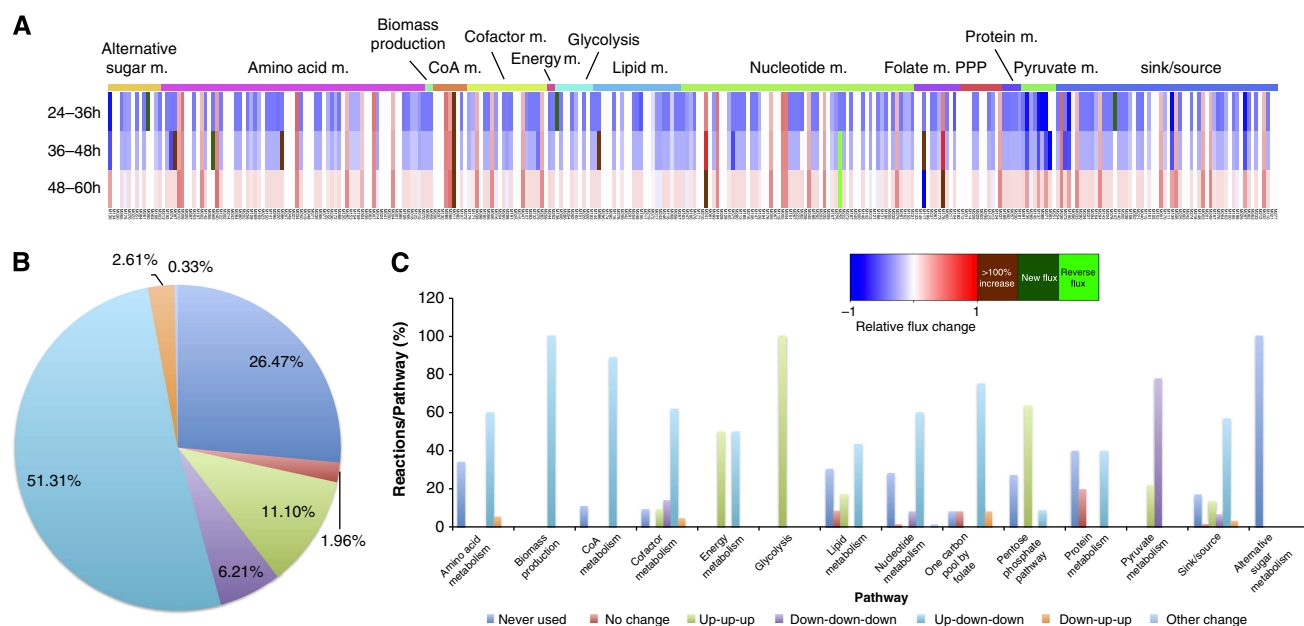 A
Alternative
sugar m.
Amino acid m.
Biomass
production
CoA m.
Cofactor m.
Energy m.
Glycolysis
Lipid m.
Nucleotide m.
Folate m. PPP
Protein m.
Pyruvate m.
sink/source
24–36h
36–48h
48–60h
B
2.61%
0.33%
26.47%
1.96%
11.10%
6.21%
51.31%
C
−1
1
Relative flux change
>100%
increase
New flux
Reverse
flux
Reactions/Pathway (%)
120
100
80
60
40
20
0
Amino acid
metabolism
Biomass
production
CoA
metabolism
Cofactor
metabolism
Energy
metabolism
Glycolysis
Lipid
metabolism
Nucleotide
metabolism
One carbon
pool by
folate
Pentose
phosphate
pathway
Protein
metabolism
Pyruvate
metabolism
Sink/source
Alternative
sugar
metabolism
Pathway
Never used
No change
Up-up-up
Down-down-down
Up-down-down
Down-up-up
Other change